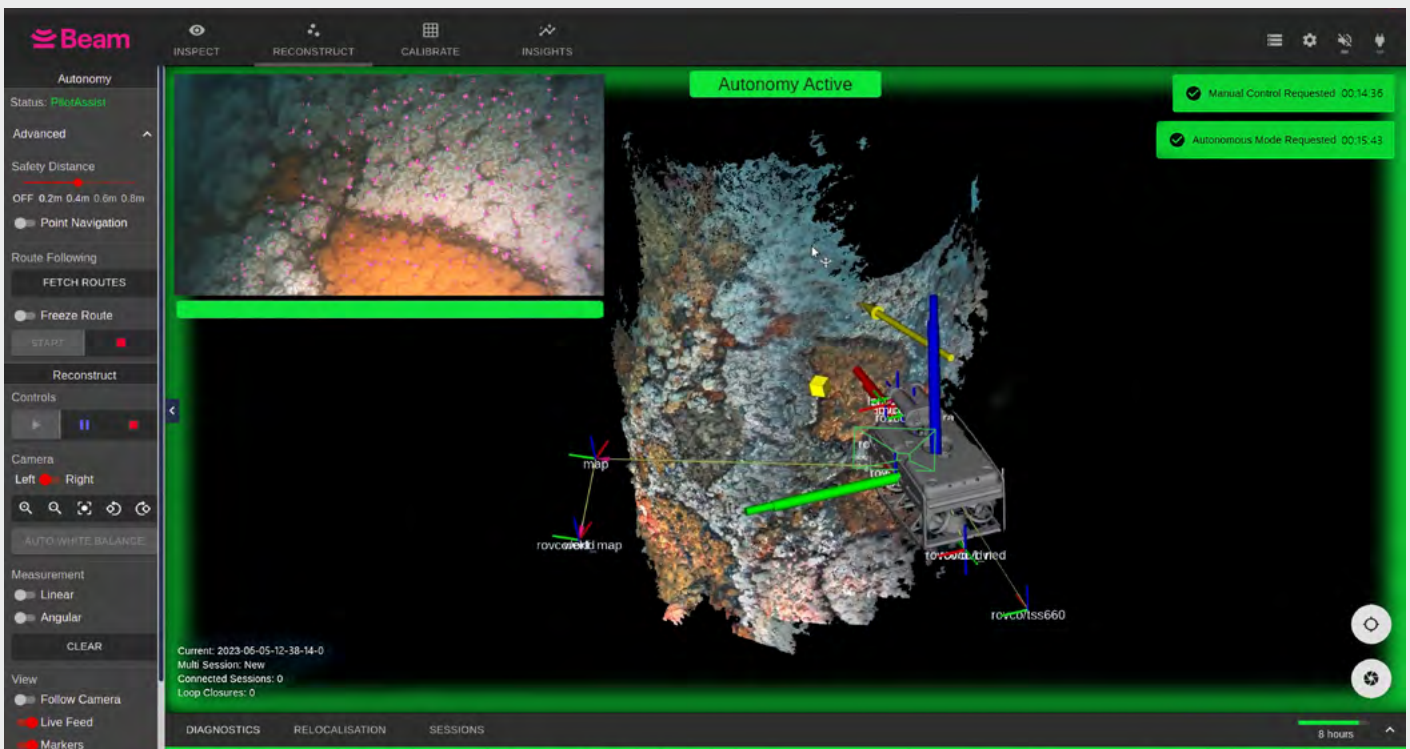 Beam
INSPECT
RECONSTRUCT
CALIBRATE
INSIGHTS
Autonomy
Status: PilotAssist
Advanced
Safety Distance
OFF 0.2m 0.4m 0.6m 0.8m
Point Navigation
Route Following
FETCH ROUTES
Freeze Route
START
Reconstruct
Controls
Camera
Left Right
AUTO WHITE BALANCE
Measurement
Linear
Angular
CLEAR
View
Follow Camera
Live Feed
Markers
Autonomy Active
Manual Control Requested 00:14:36
Autonomous Mode Requested 00:15:43
map
map
rovco/tss660
Current: 2023-06-05-12-38-14-0
Multi Session: New
Connected Sessions: 0
Loop Closures: 0
DIAGNOSTICS
RELOCALISATION
SESSIONS
8 hours